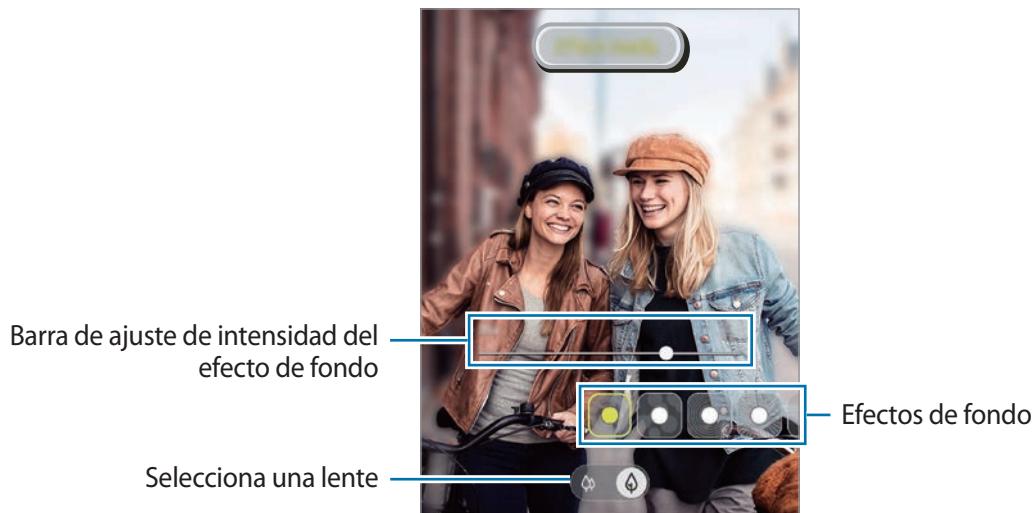 Barra de ajuste de intensidad del
efecto de fondo
Efectos de fondo
Selecciona una lente